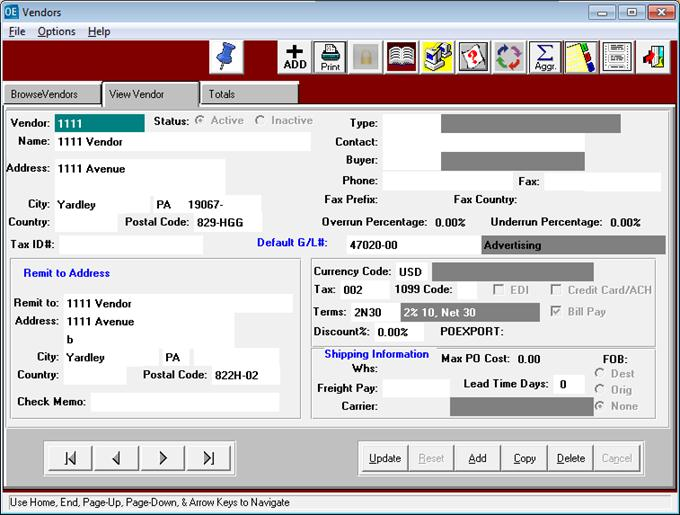 OE Vendors
File Options Help
ADD Print Aggr.
BrowseVendors View Vendor Totals
Vendor: 1111 Status: Active Inactive
Name: 1111 Vendor
Address: 1111 Avenue
City: Yardley PA 19067-
Country: Postal Code: 829-HGG
Tax ID#:
Type:
Contact:
Buyer:
Phone: Fax:
Fax Prefix: Fax Country:
Overrun Percentage: 0.00% Underrun Percentage: 0.00%
Default G/L#: 47020-00 Advertising
Remit to Address
Remit to: 1111 Vendor
Address: 1111 Avenue
b
City: Yardley PA
Country: Postal Code: 822H-02
Check Memo:
Currency Code: USD
Tax: 002 1099 Code: EDI Credit Card/ACH
Terms: 2N30 2% 10, Net 30 Bill Pay
Discount%: 0.00% POEXPORT:
Shipping Information Max PO Cost: 0.00 FOB:
Whs: Dest
Freight Pay: Lead Time Days: 0 Orig
Carrier: None
Update Reset Add Copy Delete Cancel
Use Home, End, Page-Up, Page-Down, & Arrow Keys to Navigate